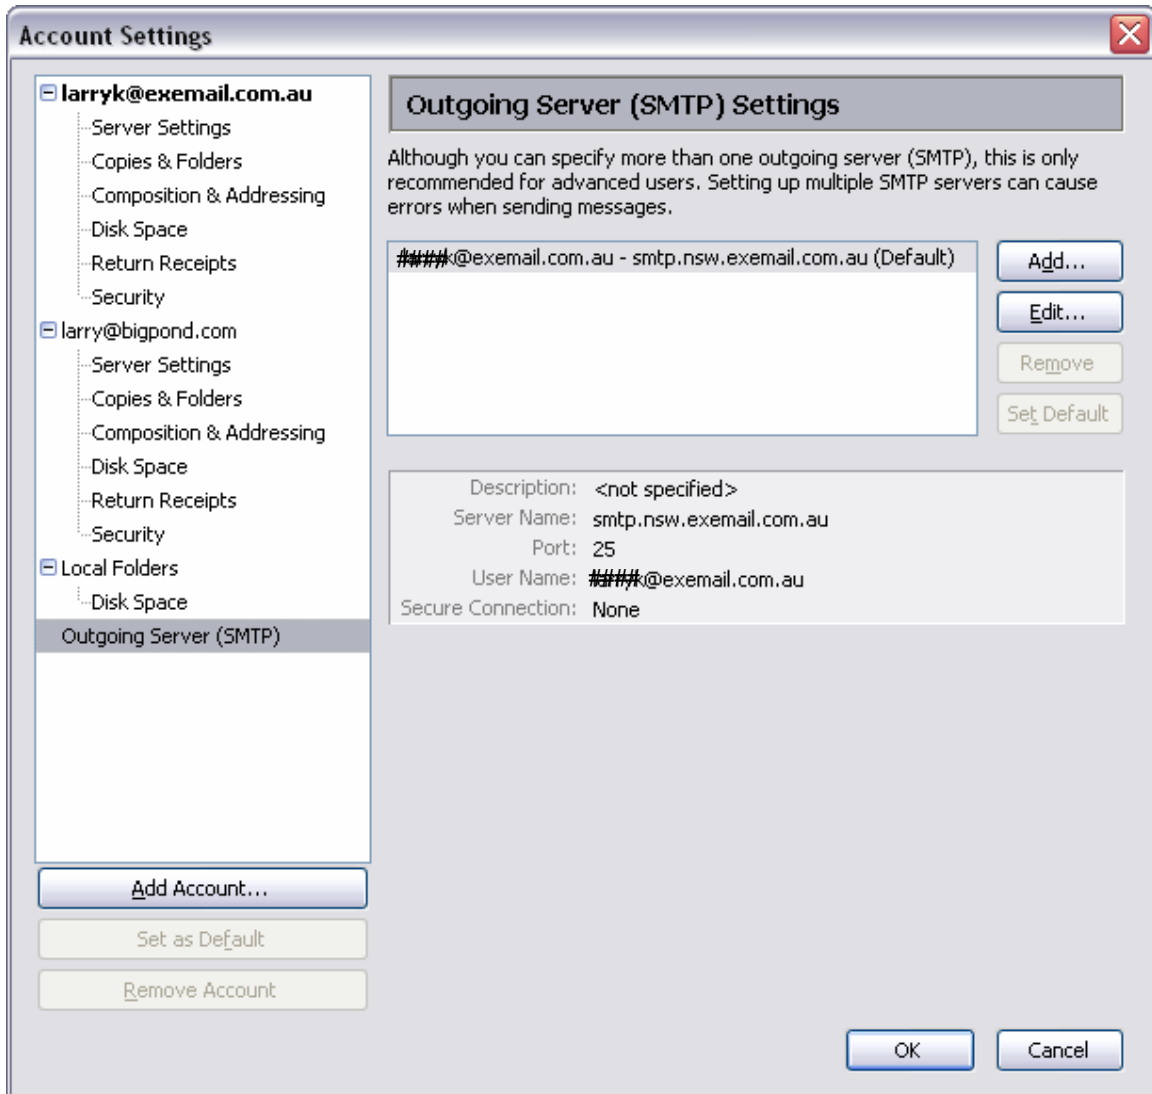 Account Settings
larryk@exemail.com.au
Server Settings
Copies & Folders
Composition & Addressing
Disk Space
Return Receipts
Security
larry@bigpond.com
Server Settings
Copies & Folders
Composition & Addressing
Disk Space
Return Receipts
Security
Local Folders
Disk Space
Outgoing Server (SMTP)
Add Account...
Set as Default
Remove Account
Outgoing Server (SMTP) Settings
Although you can specify more than one outgoing server (SMTP), this is only
recommended for advanced users. Setting up multiple SMTP servers can cause
errors when sending messages.
####k@exemail.com.au - smtp.nsw.exemail.com.au (Default)
Add...
Edit...
Remove
Set Default
Description: <not specified>
Server Name: smtp.nsw.exemail.com.au
Port: 25
User Name: ####k@exemail.com.au
Secure Connection: None
OK
Cancel